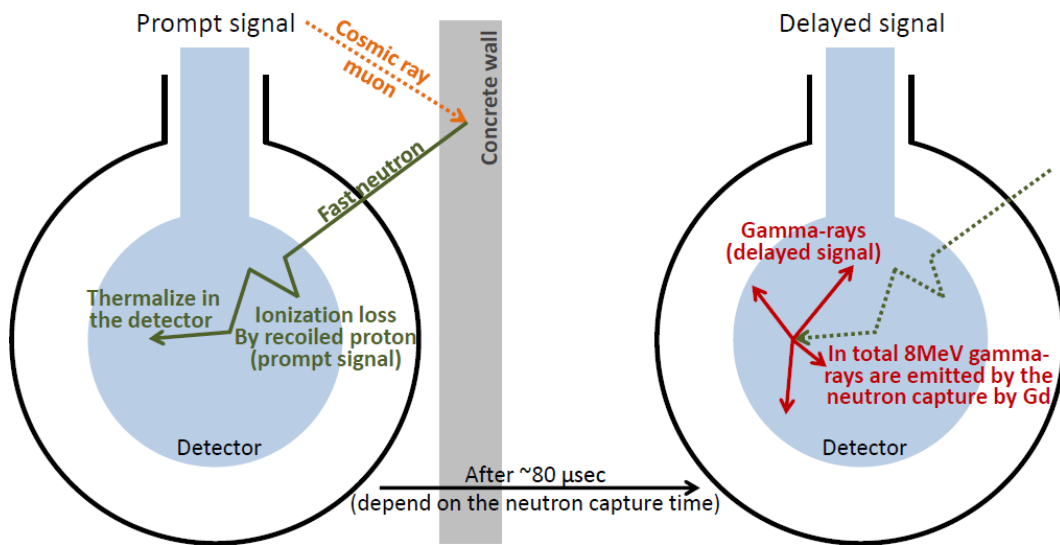 Prompt signal
Cosmic ray
muon
Concrete wall
Fast neutron
Thermalize in
the detector
Ionization loss
By recoiled proton
(prompt signal)
Detector
After ~80 μsec
(depend on the neutron capture time)
Delayed signal
Gamma-rays
(delayed signal)
In total 8MeV gamma-
rays are emitted by the
neutron capture by Gd
Detector